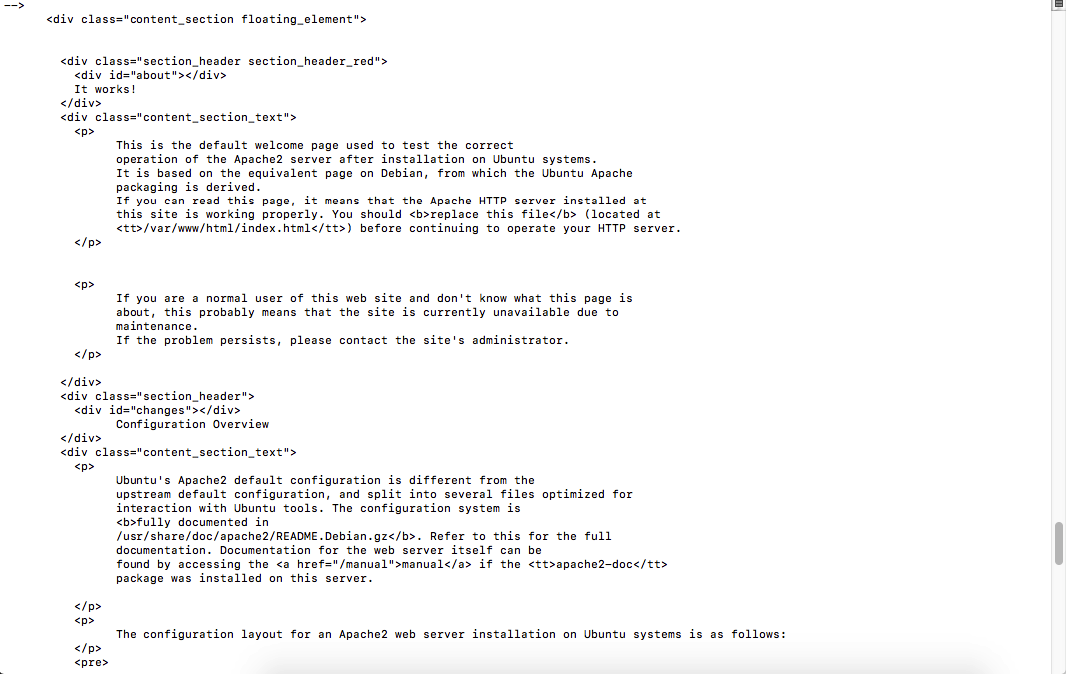 -->
<div class="content_section floating_element">
<div class="section_header section_header_red">
<div id="about"></div>
It works!
</div>
<div class="content_section_text">
<p>
This is the default welcome page used to test the correct
operation of the Apache2 server after installation on Ubuntu systems.
It is based on the equivalent page on Debian, from which the Ubuntu Apache
packaging is derived.
If you can read this page, it means that the Apache HTTP server installed at
this site is working properly. You should <b>replace this file</b> (located at
<tt>/var/www/html/index.html</tt>) before continuing to operate your HTTP server.
</p>
<p>
If you are a normal user of this web site and don't know what this page is
about, this probably means that the site is currently unavailable due to
maintenance.
If the problem persists, please contact the site's administrator.
</p>
</div>
<div class="section_header">
<div id="changes"></div>
Configuration Overview
</div>
<div class="content_section_text">
<p>
Ubuntu's Apache2 default configuration is different from the
upstream default configuration, and split into several files optimized for
interaction with Ubuntu tools. The configuration system is
<b>fully documented in
/usr/share/doc/apache2/README.Debian.gz</b>. Refer to this for the full
documentation. Documentation for the web server itself can be
found by accessing the <a href="/manual">manual</a> if the <tt>apache2-doc</tt>
package was installed on this server.
</p>
<p>
The configuration layout for an Apache2 web server installation on Ubuntu systems is as follows:
</p>
<pre>